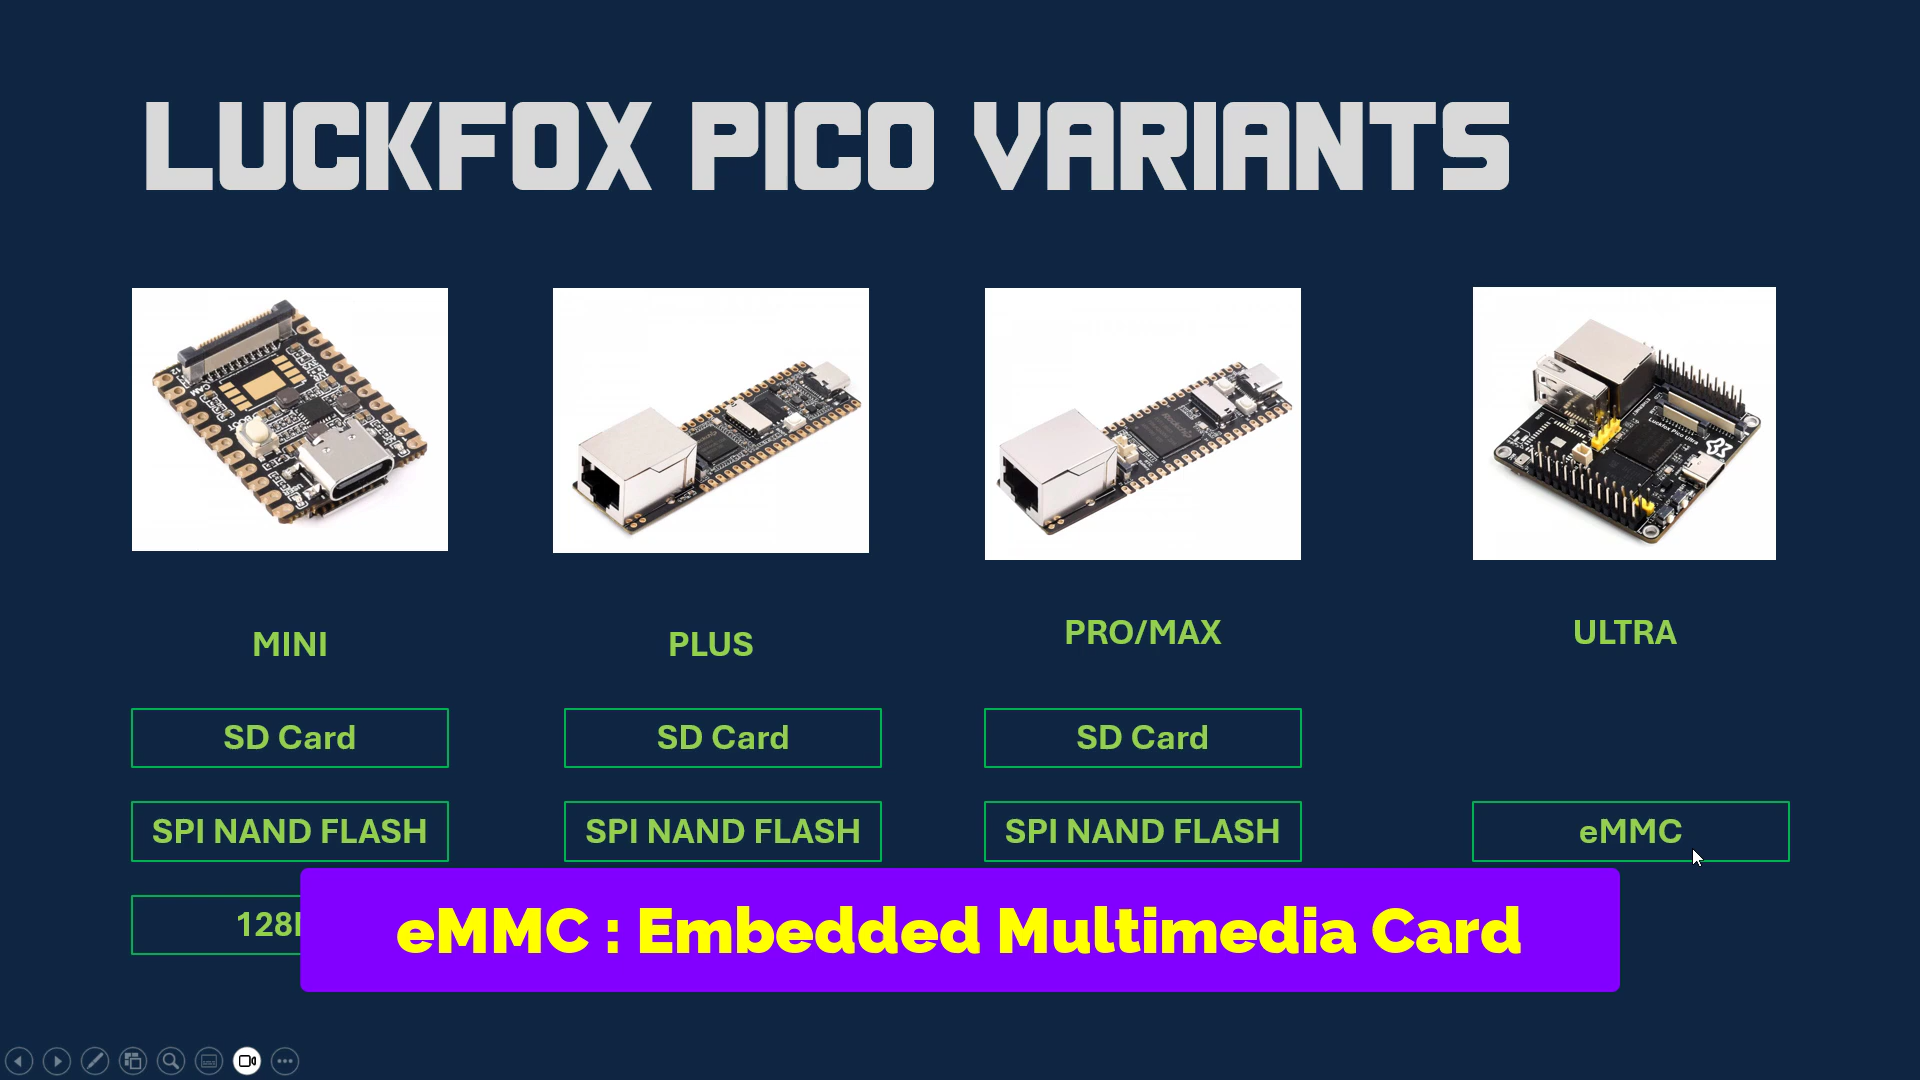 LUCKFOX PICO VARIANTS
MINI
PLUS
PRO/MAX
ULTRA
SD Card
SD Card
SD Card
SPI NAND FLASH
SPI NAND FLASH
SPI NAND FLASH
eMMC
eMMC : Embedded Multimedia Card